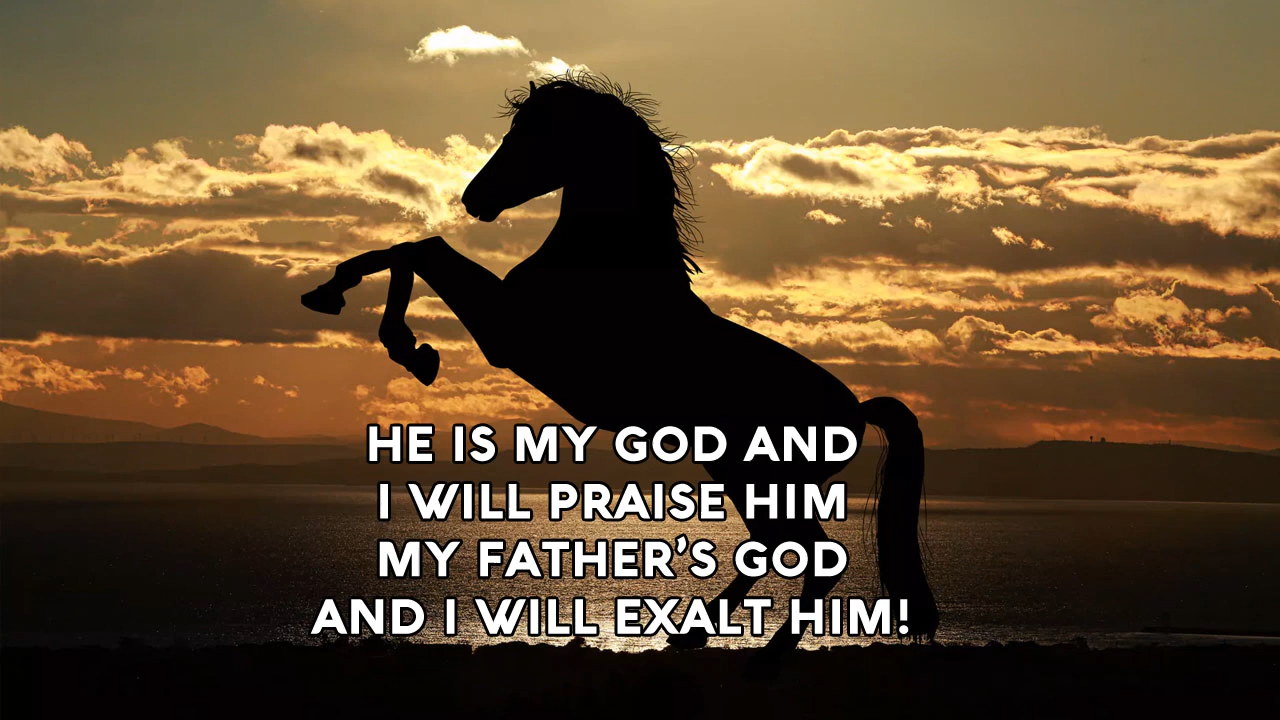 HE IS MY GOD AND
I WILL PRAISE HIM
MY FATHER'S GOD
AND I WILL EXALT HIM!